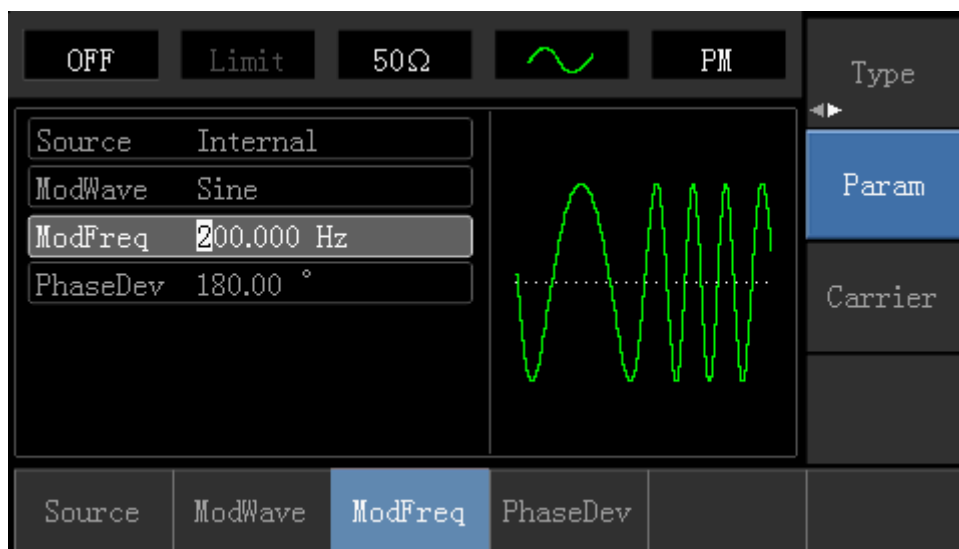 OFF Limit 50Ω PM
Type
Source Internal
ModWave Sine
ModFreq 200.000 Hz
PhaseDev 180.00 °
Param
Carrier
Source ModWave ModFreq PhaseDev